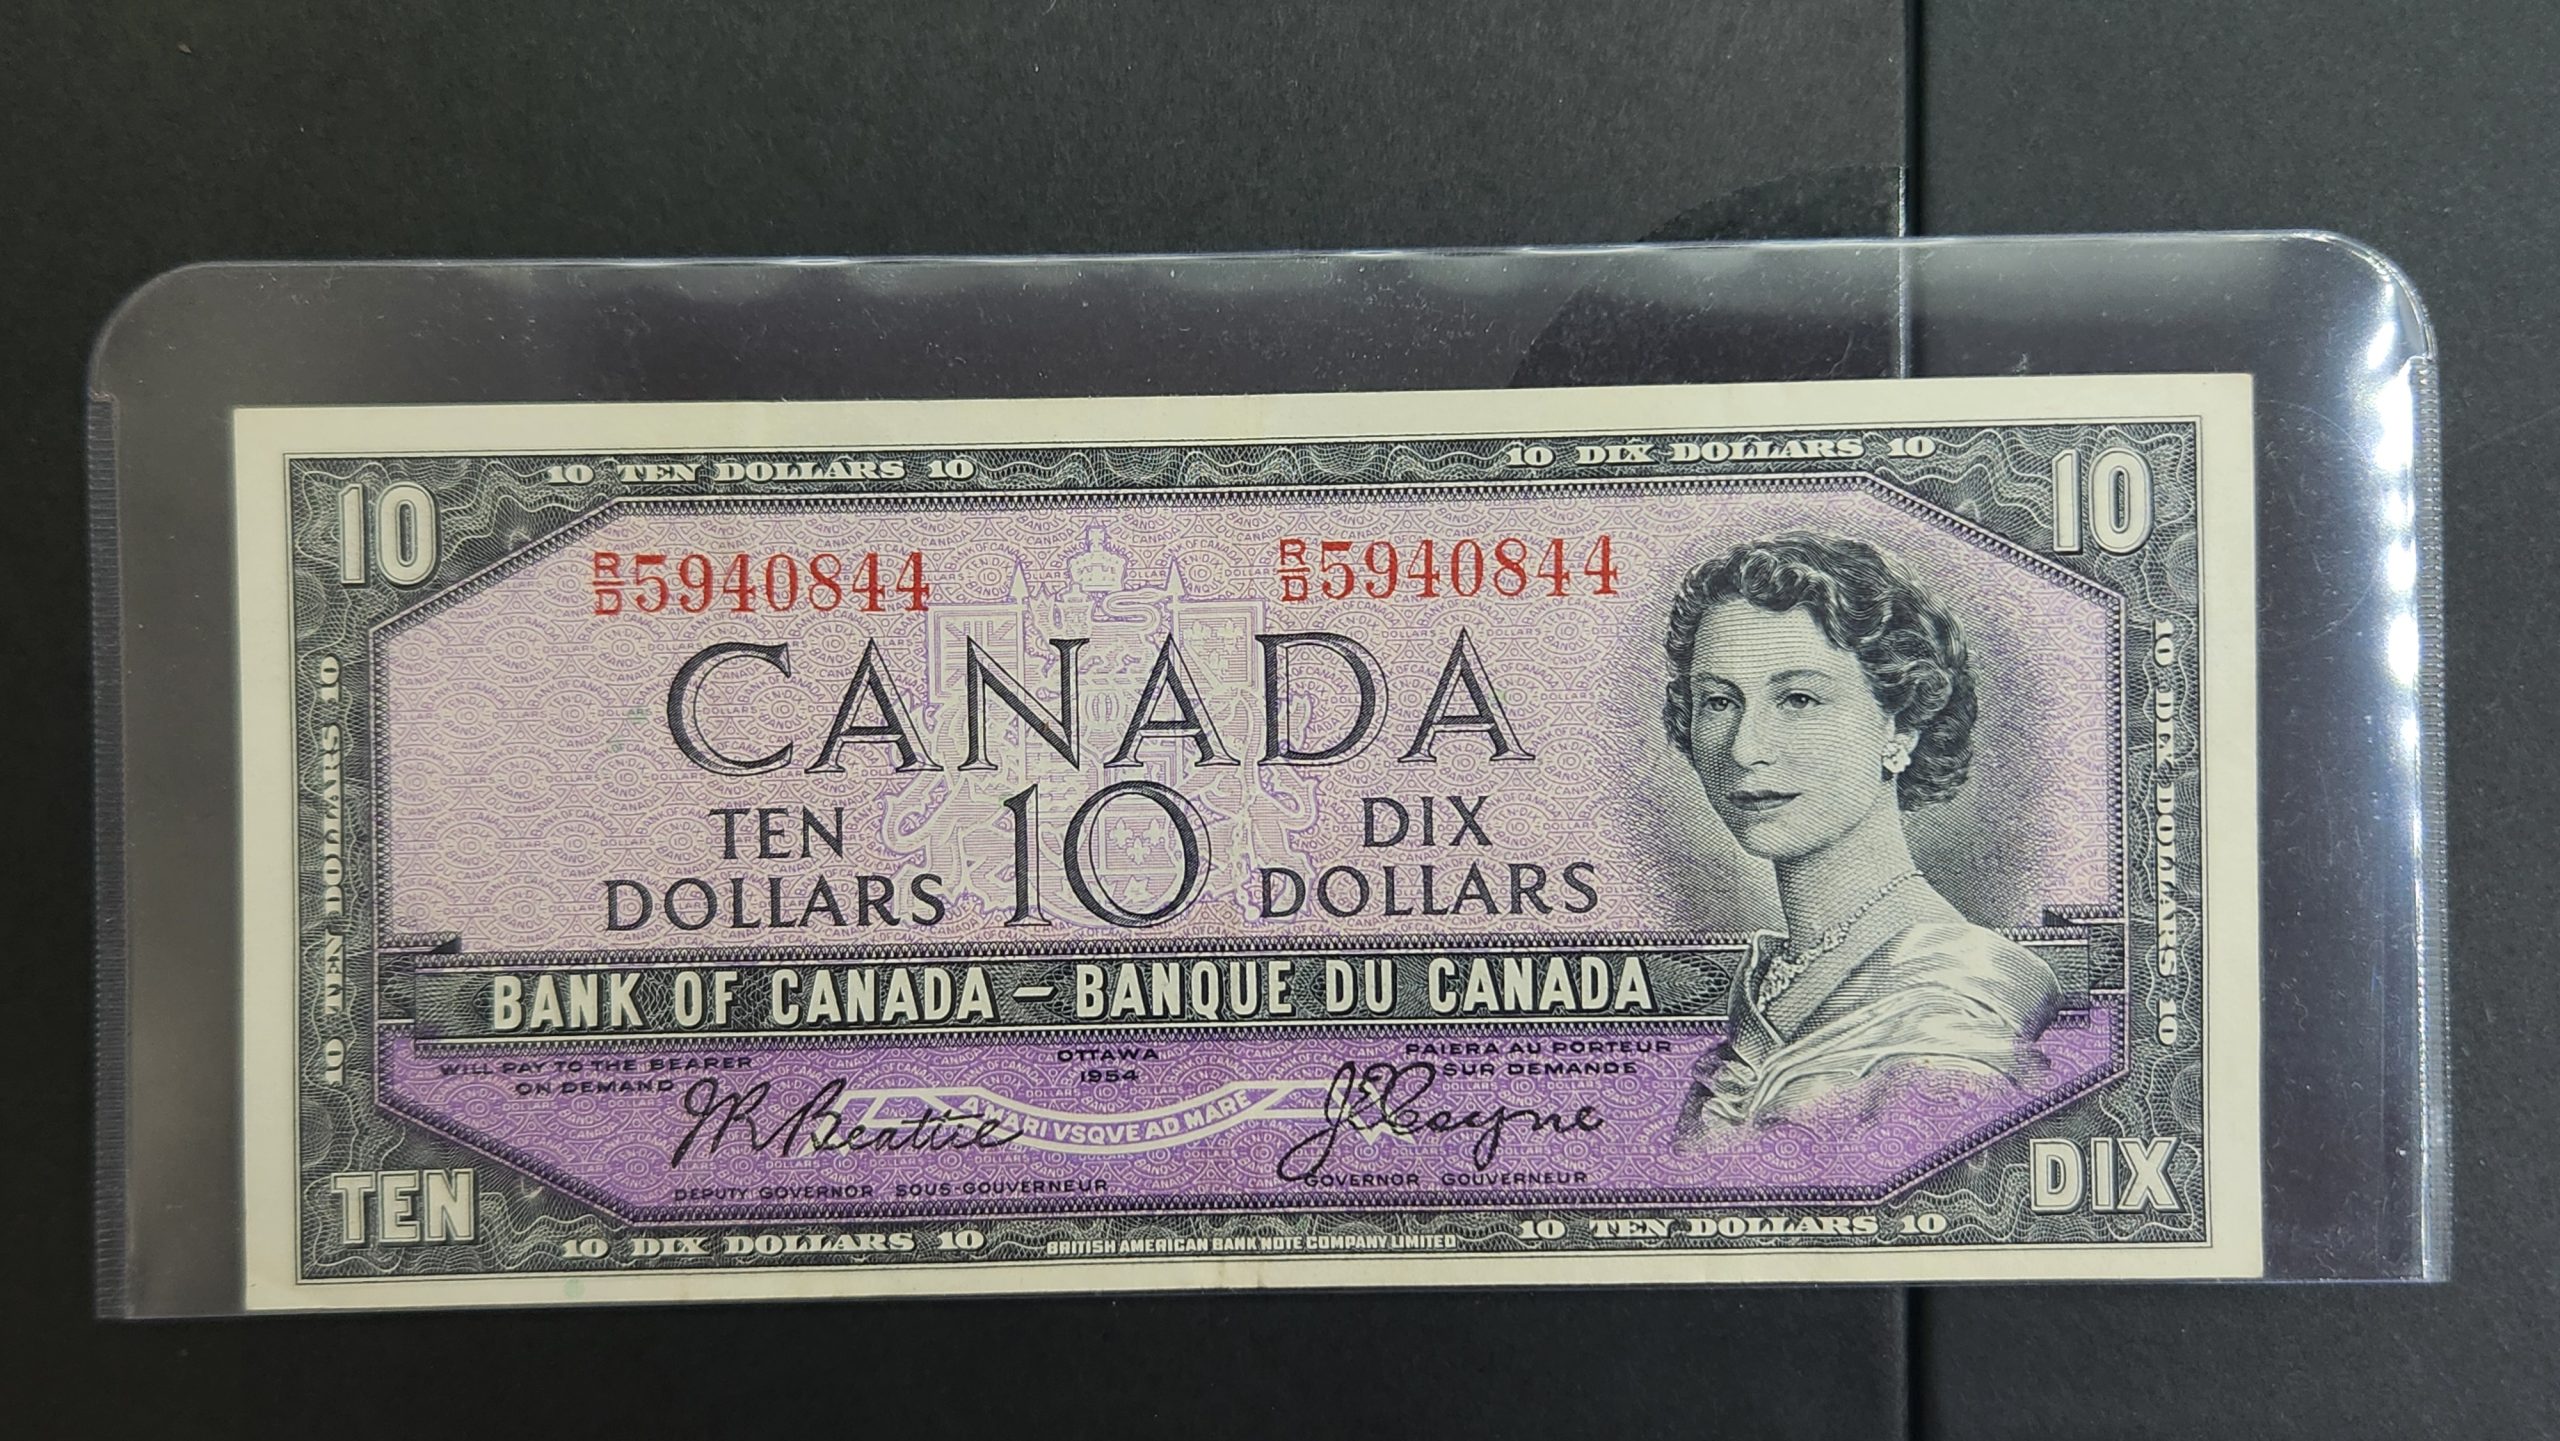 10 TEN DOLLARS 10
10 DIX DOLLARS 10
10
10
R/D 5940844
R/D 5940844
CANADA
TEN DOLLARS
10
DIX DOLLARS
10 TEN DOLLARS 10
10 DIX DOLLARS 10
BANK OF CANADA – BANQUE DU CANADA
WILL PAY TO THE BEARER
ON DEMAND
OTTAWA
1954
PAIERA AU PORTEUR
SUR DEMANDE
A MARI VSQVE AD MARE
J R Beattie
J E Coyne
DEPUTY GOVERNOR SOUS-GOUVERNEUR
GOVERNOR GOUVERNEUR
TEN
DIX
10 DIX DOLLARS 10
BRITISH AMERICAN BANK NOTE COMPANY LIMITED
10 TEN DOLLARS 10